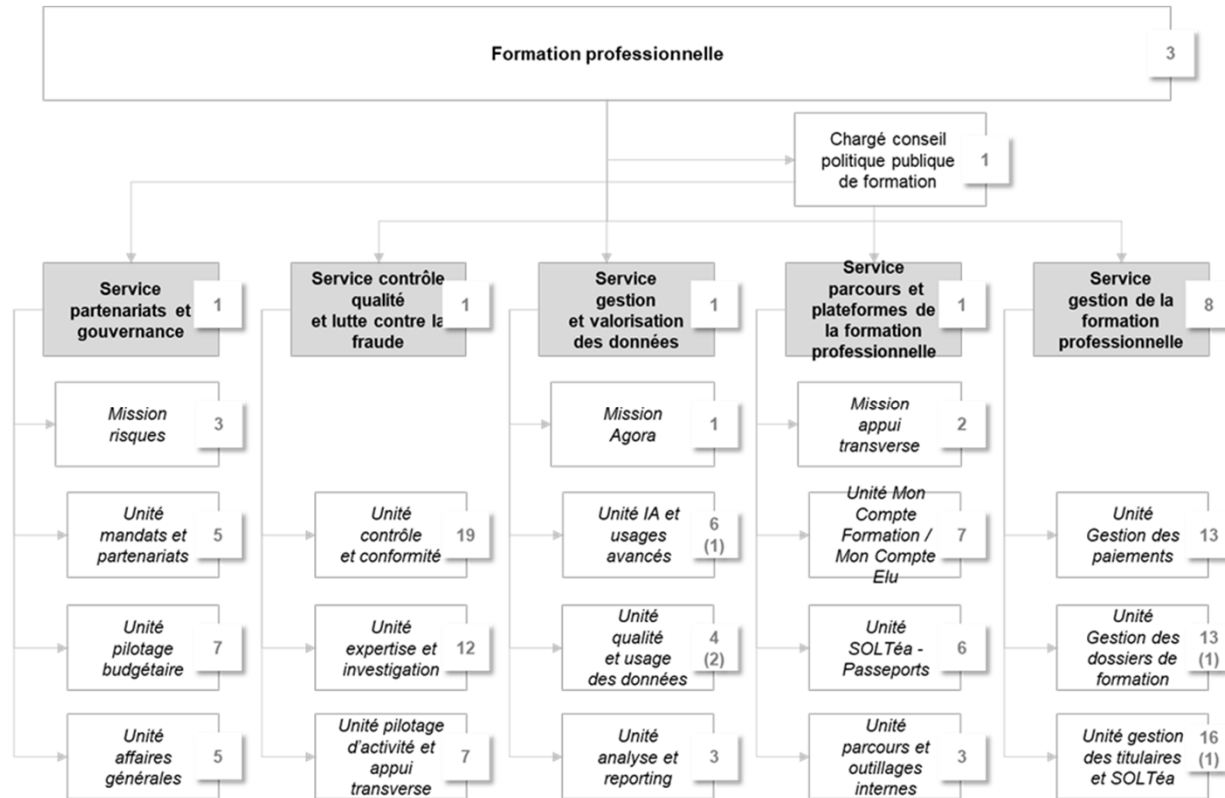 Formation professionnelle
3
Chargé conseil
politique publique
de formation
1
Service
partenariats et
gouvernance
1
Service contrôle
qualité
et lutte contre la
fraude
1
Service
gestion
et valorisation
des données
1
Service
parcours et
plateformes de
la formation
professionnelle
1
Service
gestion de la
formation
professionnelle
8
Mission
risques
3
Mission
Agora
1
Mission
appui
transverse
2
Unité
mandats et
partenariats
5
Unité
contrôle
et conformité
19
Unité IA et
usages
avancés
6
(1)
Unité Mon
Compte
Formation /
Mon Compte
Elu
7
Unité
Gestion des
paiements
13
Unité
pilotage
budgétaire
7
Unité
expertise et
investigation
12
Unité
qualité
et usage
des données
4
(2)
Unité
SOLTéa -
Passeports
6
Unité
Gestion des
dossiers de
formation
13
(1)
Unité
affaires
générales
5
Unité pilotage
d'activité et
appui
transverse
7
Unité
analyse et
reporting
3
Unité
parcours et
outillages
internes
3
Unité gestion
des titulaires
et SOLTéa
16
(1)